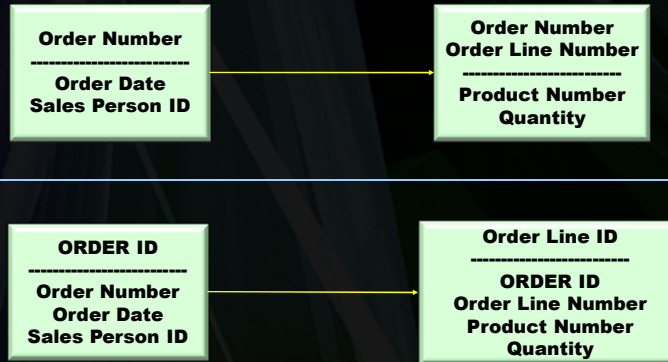 Order Number
---------------------------
Order Date
Sales Person ID
Order Number
Order Line Number
---------------------------
Product Number
Quantity
ORDER ID
---------------------------
Order Number
Order Date
Sales Person ID
Order Line ID
---------------------------
ORDER ID
Order Line Number
Product Number
Quantity